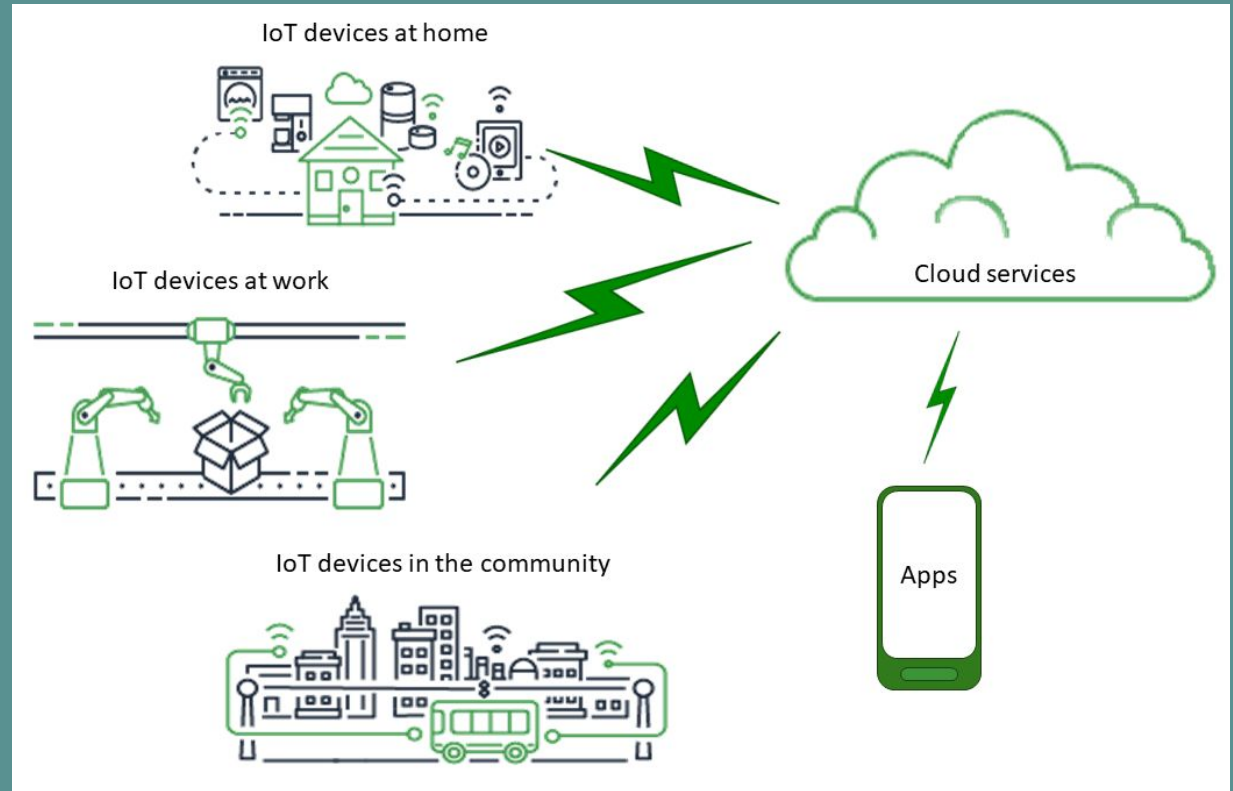 IoT devices at home
IoT devices at work
Cloud services
IoT devices in the community
Apps